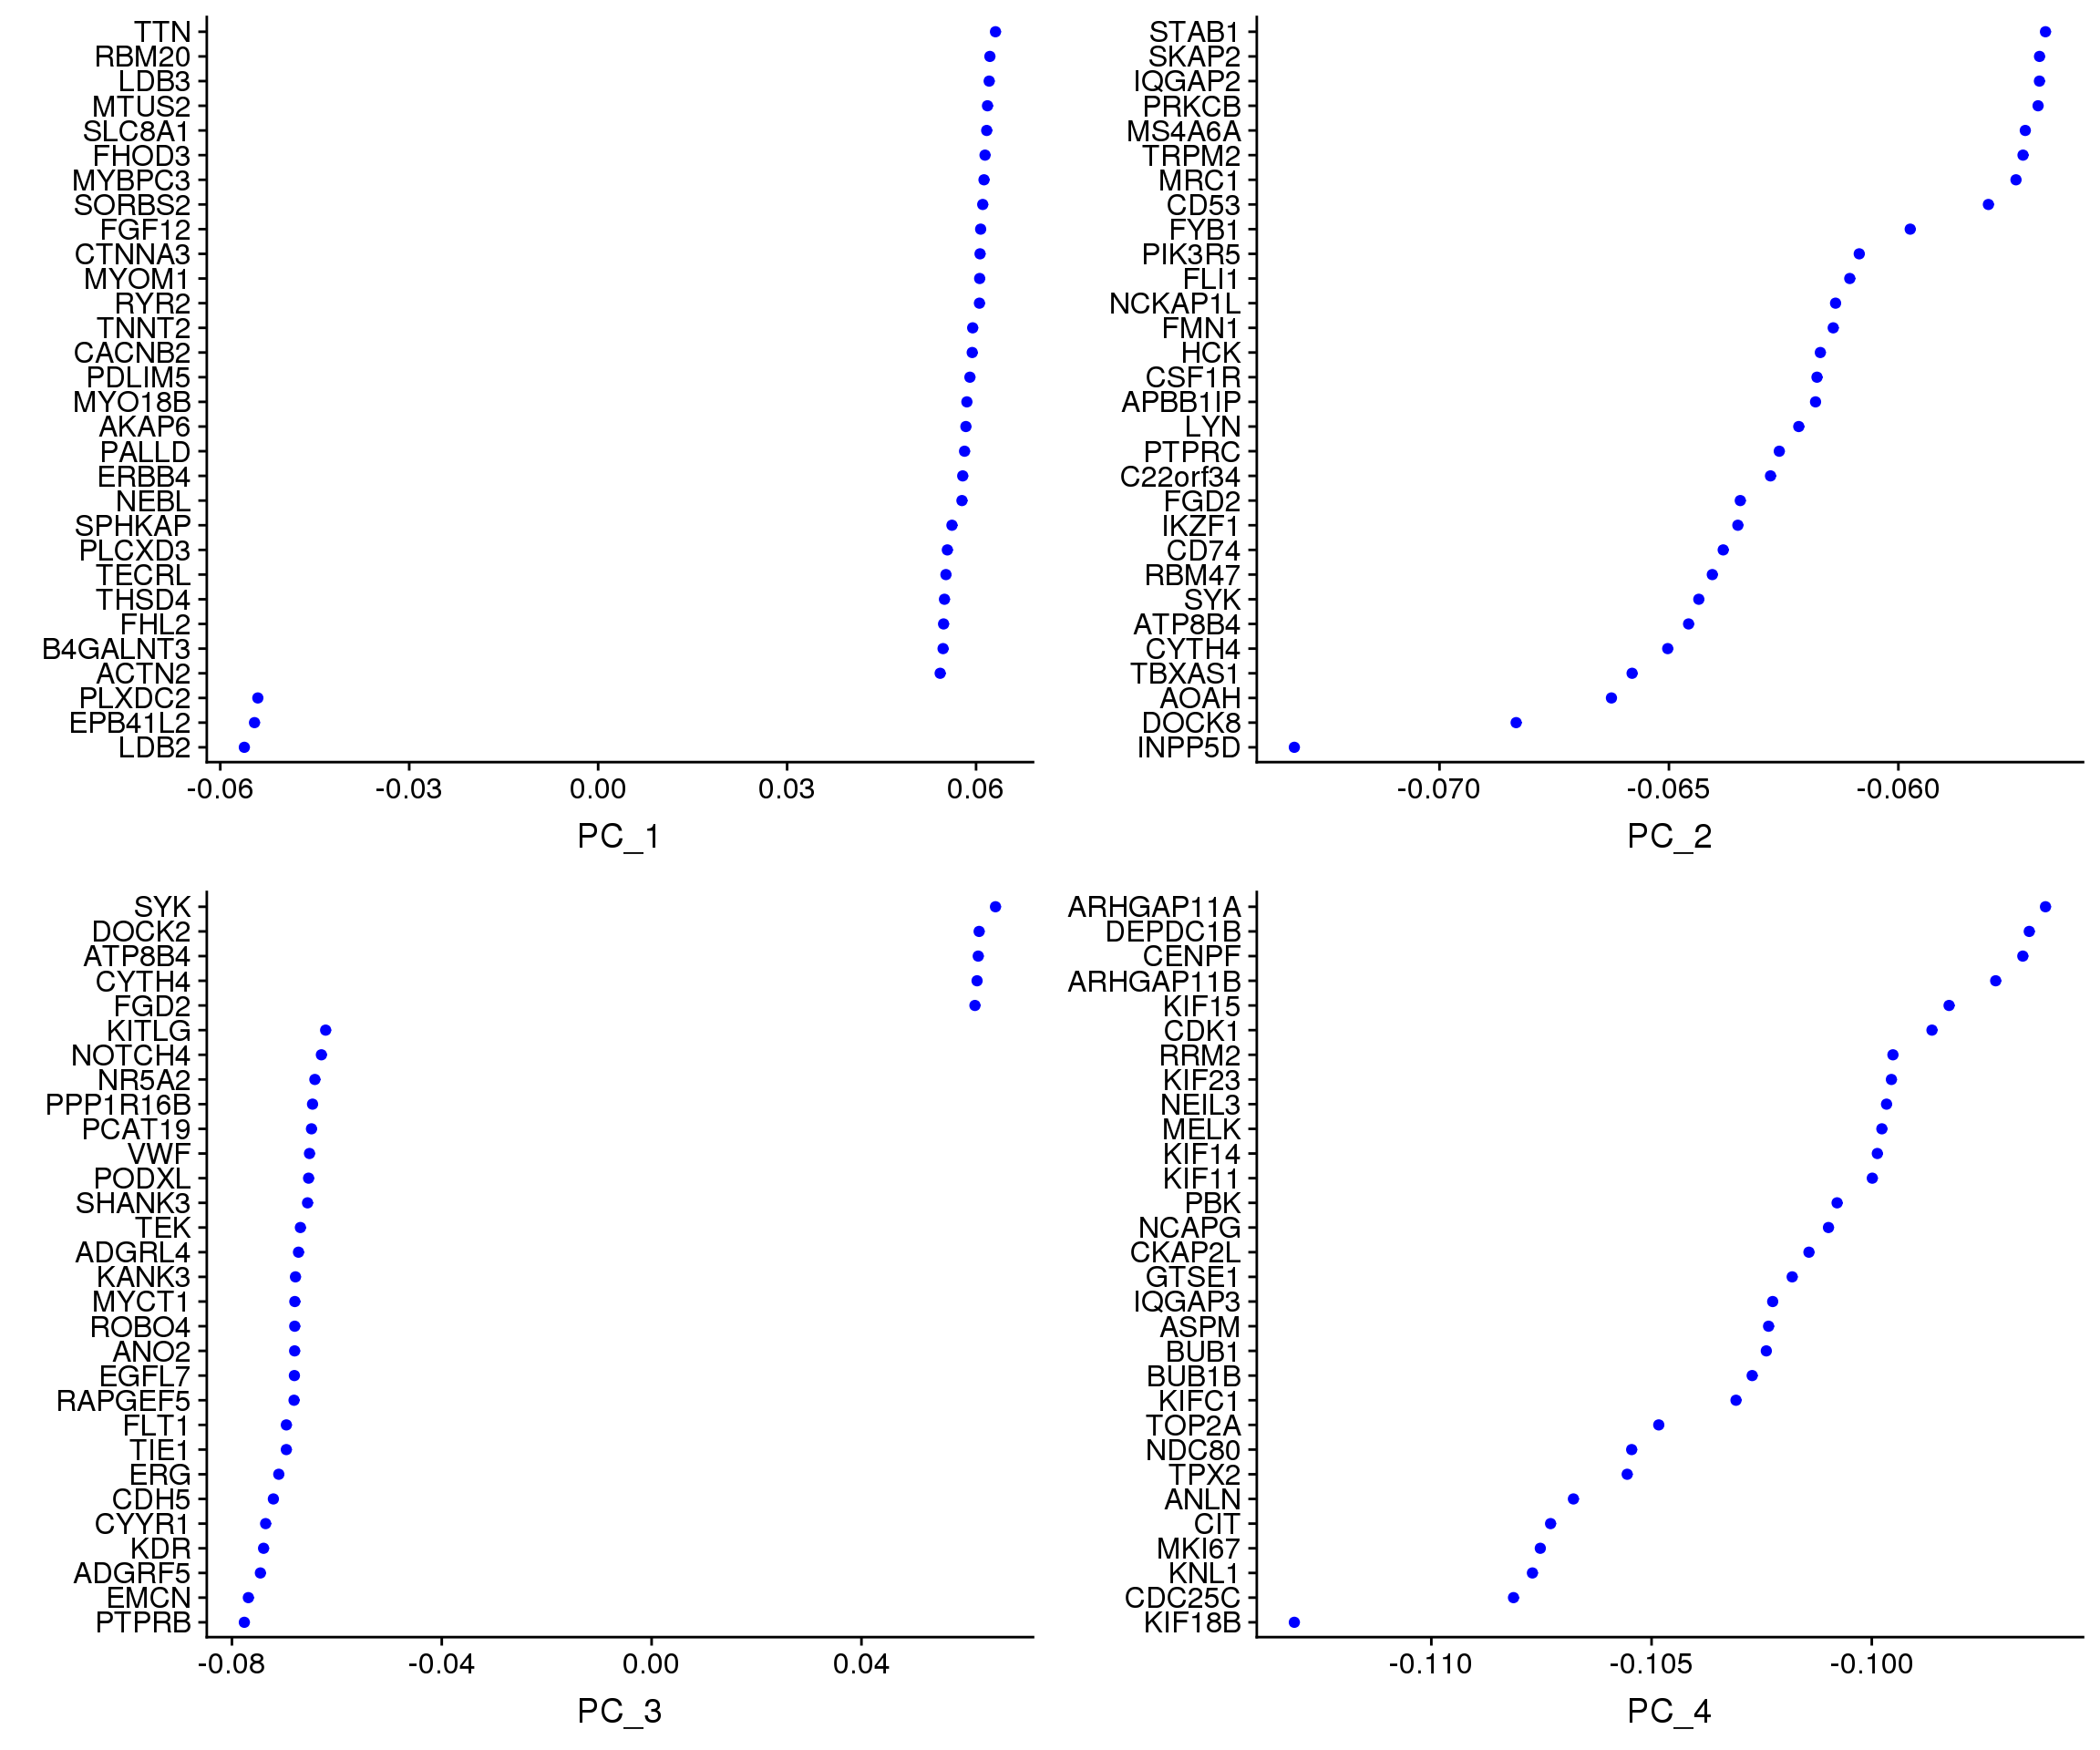 TTN
RBM20
LDB3
MTUS2
SLC8A1
FHOD3
MYBPC3
SORBS2
FGF12
CTNNA3
MYOM1
RYR2
TNNT2
CACNB2
PDLIM5
MYO18B
AKAP6
PALLD
ERBB4
NEBL
SPHKAP
PLCXD3
TECRL
THSD4
FHL2
B4GALNT3
ACTN2
PLXDC2
EPB41L2
LDB2
-0.06 -0.03 0.00 0.03 0.06
PC_1
STAB1
SKAP2
IQGAP2
PRKCB
MS4A6A
TRPM2
MRC1
CD53
FYB1
PIK3R5
FLI1
NCKAP1L
FMN1
HCK
CSF1R
APBB1IP
LYN
PTPRC
C22orf34
FGD2
IKZF1
CD74
RBM47
SYK
ATP8B4
CYTH4
TBXAS1
AOAH
DOCK8
INPP5D
-0.070 -0.065 -0.060
PC_2
SYK
DOCK2
ATP8B4
CYTH4
FGD2
KITLG
NOTCH4
NR5A2
PPP1R16B
PCAT19
VWF
PODXL
SHANK3
TEK
ADGRL4
KANK3
MYCT1
ROBO4
ANO2
EGFL7
RAPGEF5
FLT1
TIE1
ERG
CDH5
CYYR1
KDR
ADGRF5
EMCN
PTPRB
-0.08 -0.04 0.00 0.04
PC_3
ARHGAP11A
DEPDC1B
CENPF
ARHGAP11B
KIF15
CDK1
RRM2
KIF23
NEIL3
MELK
KIF14
KIF11
PBK
NCAPG
CKAP2L
GTSE1
IQGAP3
ASPM
BUB1
BUB1B
KIFC1
TOP2A
NDC80
TPX2
ANLN
CIT
MKI67
KNL1
CDC25C
KIF18B
-0.110 -0.105 -0.100
PC_4